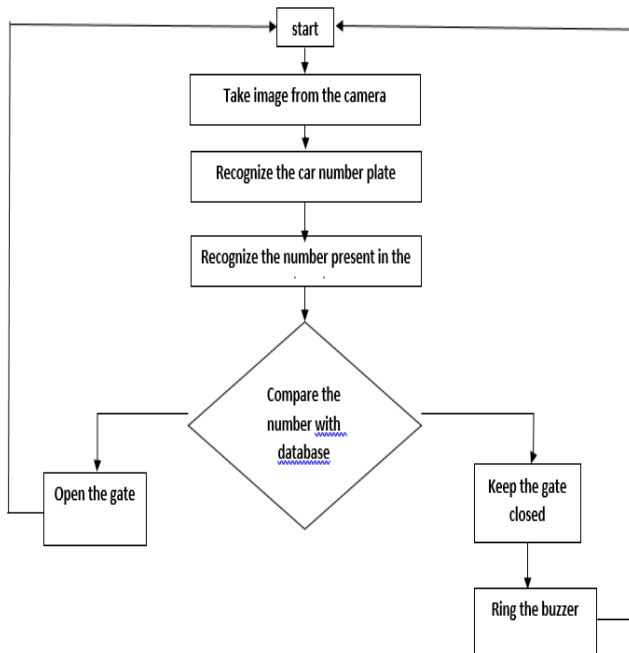 start
Take image from the camera
Recognize the car number plate
Recognize the number present in the
Compare the
number with
database
Open the gate
Keep the gate
closed
Ring the buzzer